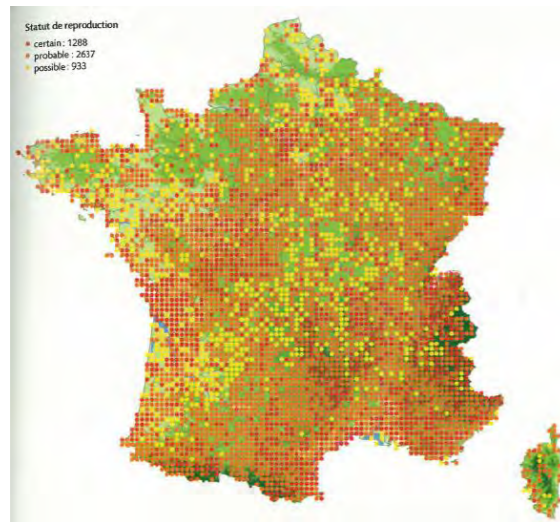 Statut de reproduction
certain : 1288
probable : 2637
possible : 933